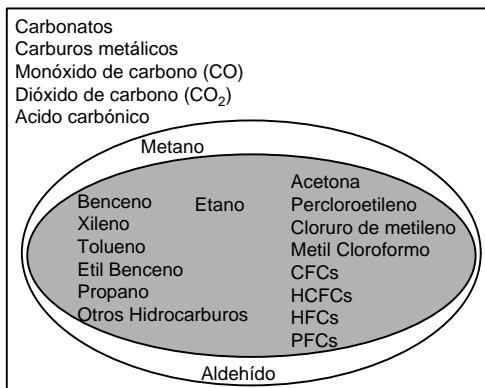 Carbonatos
Carburos metálicos
Monóxido de carbono (CO)
Dióxido de carbono (CO₂)
Acido carbónico
Metano
Benceno
Xileno
Tolueno
Etil Benceno
Propano
Otros Hidrocarburos
Etano
Acetona
Percloroetileno
Cloruro de metileno
Metil Cloroformo
CFCs
HCFCs
HFCs
PFCs
Aldehído